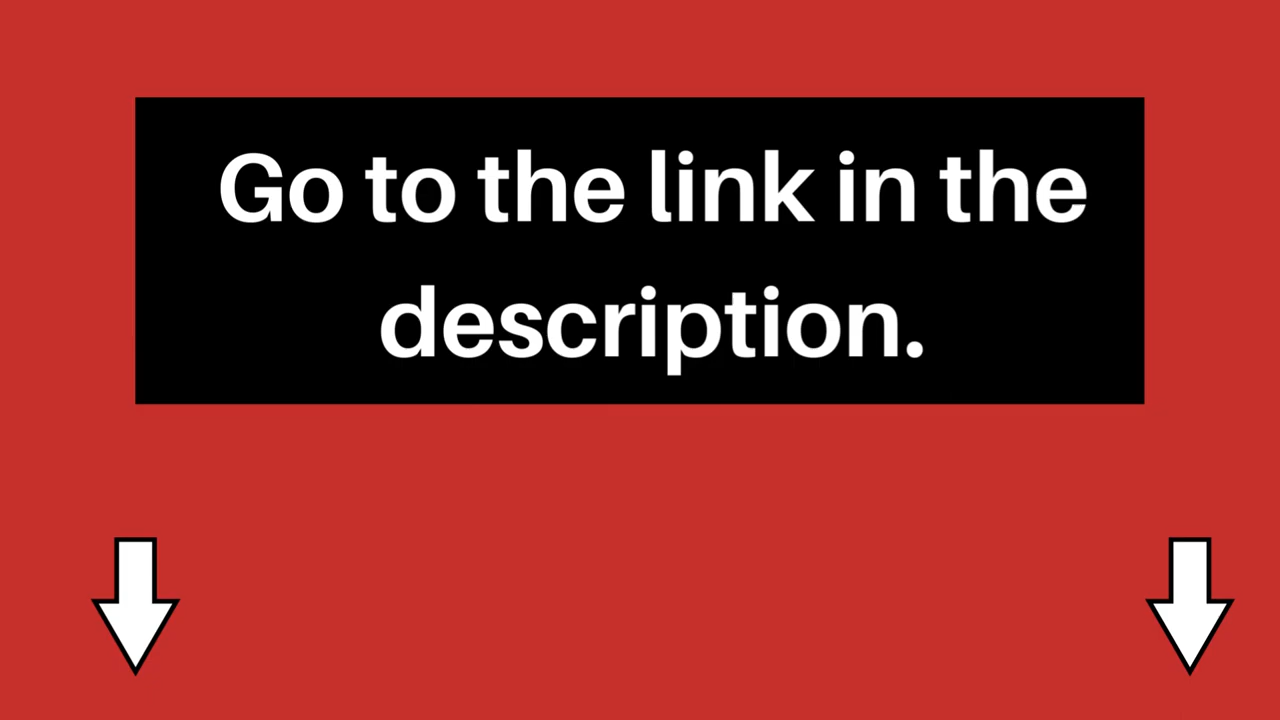 Go to the link in the
description.